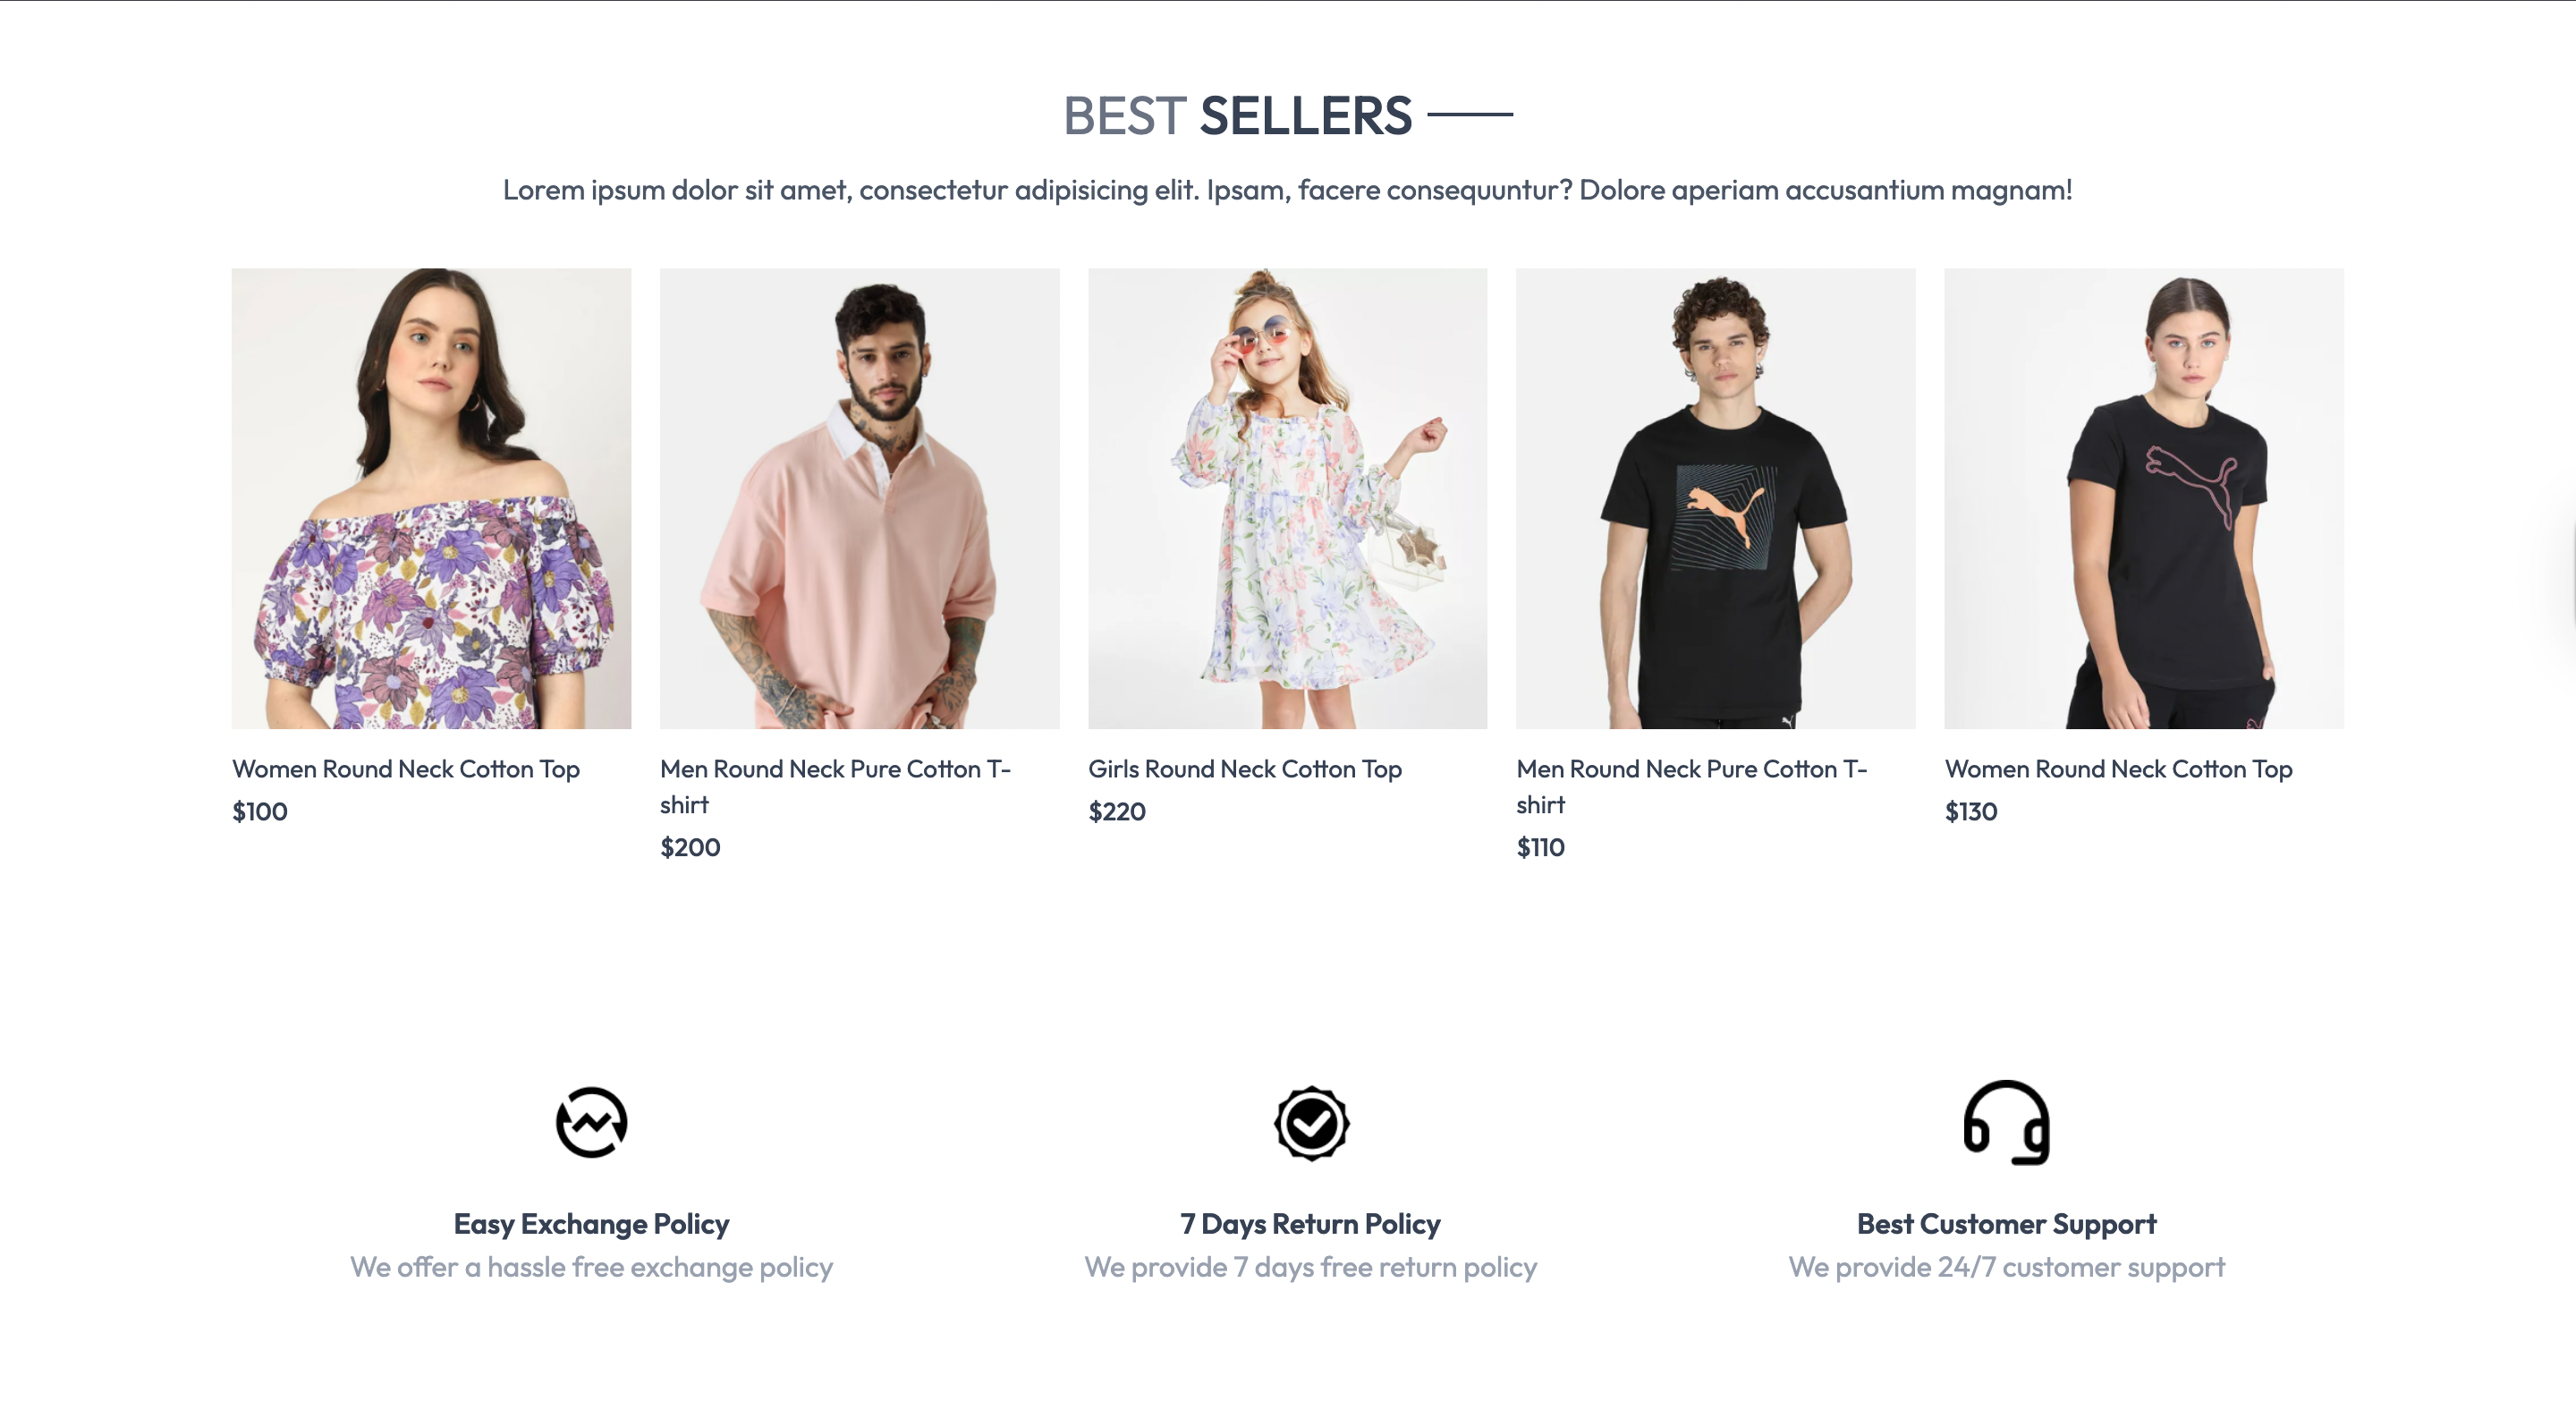 BEST SELLERS
Lorem ipsum dolor sit amet, consectetur adipisicing elit. Ipsam, facere consequuntur? Dolore aperiam accusantium magnam!
Women Round Neck Cotton Top
$100
Men Round Neck Pure Cotton T-
shirt
$200
Girls Round Neck Cotton Top
$220
Men Round Neck Pure Cotton T-
shirt
$110
Women Round Neck Cotton Top
$130
Easy Exchange Policy
We offer a hassle free exchange policy
7 Days Return Policy
We provide 7 days free return policy
Best Customer Support
We provide 24/7 customer support